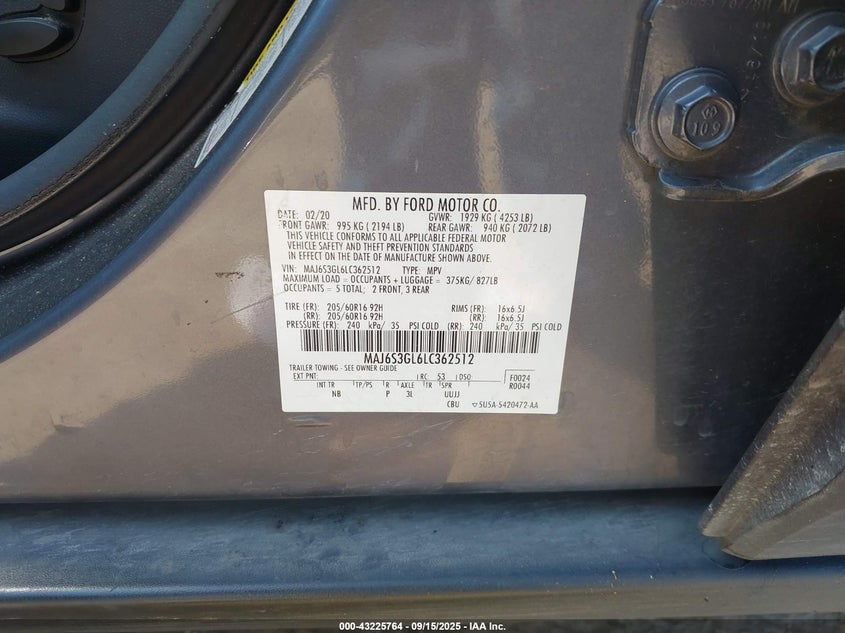 MFD. BY FORD MOTOR CO.
DATE: 02/20 GVWR: 1929 KG ( 4253 LB)
FRONT GAWR: 995 KG ( 2194 LB) REAR GAWR: 940 KG ( 2072 LB)
THIS VEHICLE CONFORMS TO ALL APPLICABLE FEDERAL MOTOR
VEHICLE SAFETY AND THEFT PREVENTION STANDARDS
IN EFFECT ON THE DATE OF MANUFACTURE SHOWN ABOVE.
VIN: MAJ6S3GL6LC362512 TYPE: MPV
MAXIMUM LOAD = OCCUPANTS + LUGGAGE = 375KG/ 827LB
OCCUPANTS = 5 TOTAL; 2 FRONT, 3 REAR
TIRE (FR): 205/60R16 92H RIMS (FR): 16x6.5J
(RR): 205/60R16 92H (RR): 16x6.5J
PRESSURE (FR): 240 kPa/ 35 PSI COLD (RR): 240 kPa/ 35 PSI COLD
MAJ6S3GL6LC362512
TRAILER TOWING - SEE OWNER GUIDE
EXT PNT: RC: 53 DSO: F0024
R0044
INT TR TP/PS R AXLE TR SPR
NB P 3L UUJJ
CBU 5U5A-5420472-AA
10.9
000-43225764 - 09/15/2025 - IAA Inc.